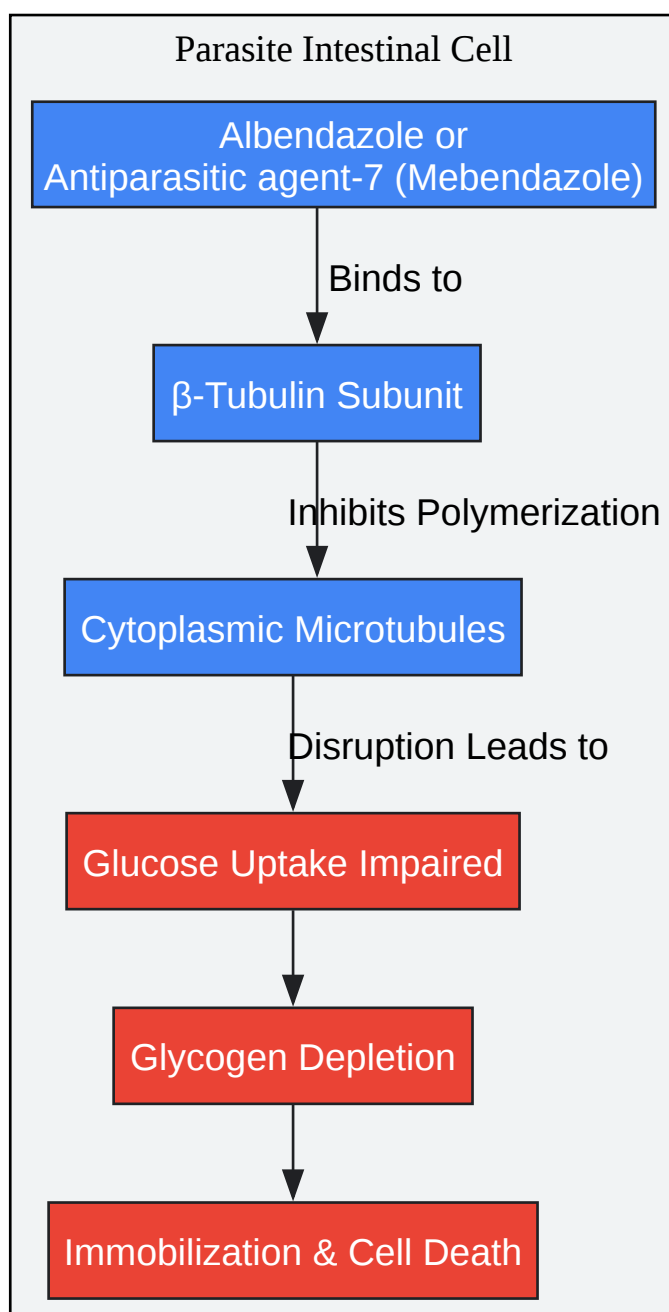 Parasite Intestinal Cell
Albendazole or
Antiparasitic agent-7 (Mebendazole)
Binds to
β-Tubulin Subunit
Inhibits Polymerization
Cytoplasmic Microtubules
Disruption Leads to
Glucose Uptake Impaired
Glycogen Depletion
Immobilization & Cell Death